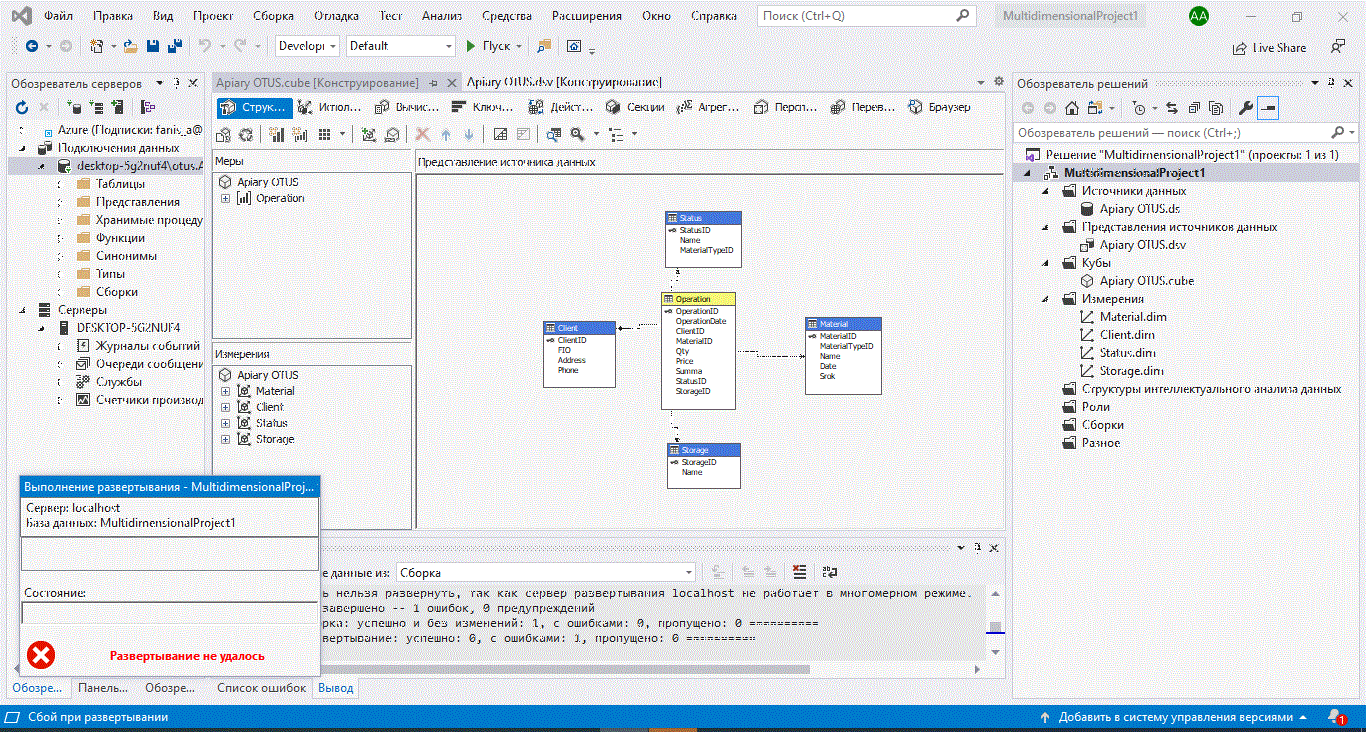 Файл Правка Вид Проект Сборка Отладка Тест Анализ Средства Расширения Окно Справка Поиск (Ctrl+Q) MultidimensionalProject1 AA
Developi Default Пуск Live Share
Обозреватель серверов
Azure (Подписки: fanis_a@
Подключения данных
desktop-5g2nuf4\otus.A
Таблицы
Представления
Хранимые процеду
Функции
Синонимы
Типы
Сборки
Серверы
DESKTOP-5G2NUF4
Журналы событий
Очереди сообщени
Службы
Счетчики производ
Apiary OTUS.cube [Конструирование] Apiary OTUS.dsv [Конструирование]
Струк... Испол... Вычис... Ключ... Дейст... Секции Агрег... Персп... Перев... Браузер
Меры
Apiary OTUS
Operation
Измерения
Apiary OTUS
Material
Client
Status
Storage
Представление источника данных
Status
StatusID
Name
MaterialTypeID
Operation
OperationID
OperationDate
ClientID
MaterialID
Qty
Price
Summa
StatusID
StorageID
Client
ClientID
FIO
Address
Phone
Material
MaterialID
MaterialTypeID
Name
Date
Srok
Storage
StorageID
Name
Обозреватель решений
Обозреватель решений — поиск (Ctrl+;)
Решение "MultidimensionalProject1" (проекты: 1 из 1)
MultidimensionalProject1
Источники данных
Apiary OTUS.ds
Представления источников данных
Apiary OTUS.dsv
Кубы
Apiary OTUS.cube
Измерения
Material.dim
Client.dim
Status.dim
Storage.dim
Структуры интеллектуального анализа данных
Роли
Сборки
Разное
Выполнение развертывания - MultidimensionalProj...
Сервер: localhost
База данных: MultidimensionalProject1
Состояние:
Развертывание не удалось
е данные из: Сборка
ь нельзя развернуть, так как сервер развертывания localhost не работает в многомерном режиме.
завершено -- 1 ошибок, 0 предупреждений
рка: успешно и без изменений: 1, с ошибками: 0, пропущено: 0 ==========
вертывание: успешно: 0, с ошибками: 1, пропущено: 0 ==========
Обозре... Панель... Обозре... Список ошибок Вывод
Сбой при развертывании Добавить в систему управления версиями 1